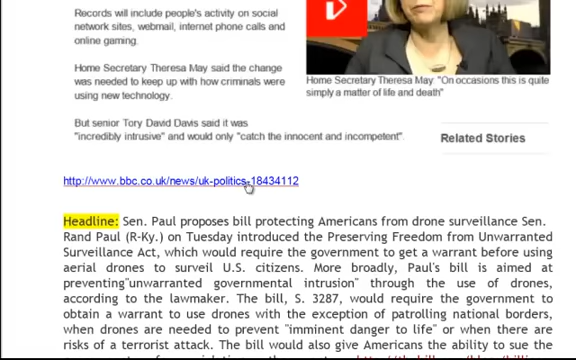 Records will include people's activity on social
network sites, webmail, internet phone calls and
online gaming.
Home Secretary Theresa May said the change
was needed to keep up with how criminals were
using new technology.
But senior Tory David Davis said it was
"incredibly intrusive" and would only "catch the innocent and incompetent".
Home Secretary Theresa May: "On occasions this is quite
simply a matter of life and death"
Related Stories
http://www.bbc.co.uk/news/uk-politics-18434112
Headline: Sen. Paul proposes bill protecting Americans from drone surveillance Sen.
Rand Paul (R-Ky.) on Tuesday introduced the Preserving Freedom from Unwarranted
Surveillance Act, which would require the government to get a warrant before using
aerial drones to surveil U.S. citizens. More broadly, Paul's bill is aimed at
preventing"unwarranted governmental intrusion" through the use of drones,
according to the lawmaker. The bill, S. 3287, would require the government to
obtain a warrant to use drones with the exception of patrolling national borders,
when drones are needed to prevent "imminent danger to life" or when there are
risks of a terrorist attack. The bill would also give Americans the ability to sue the